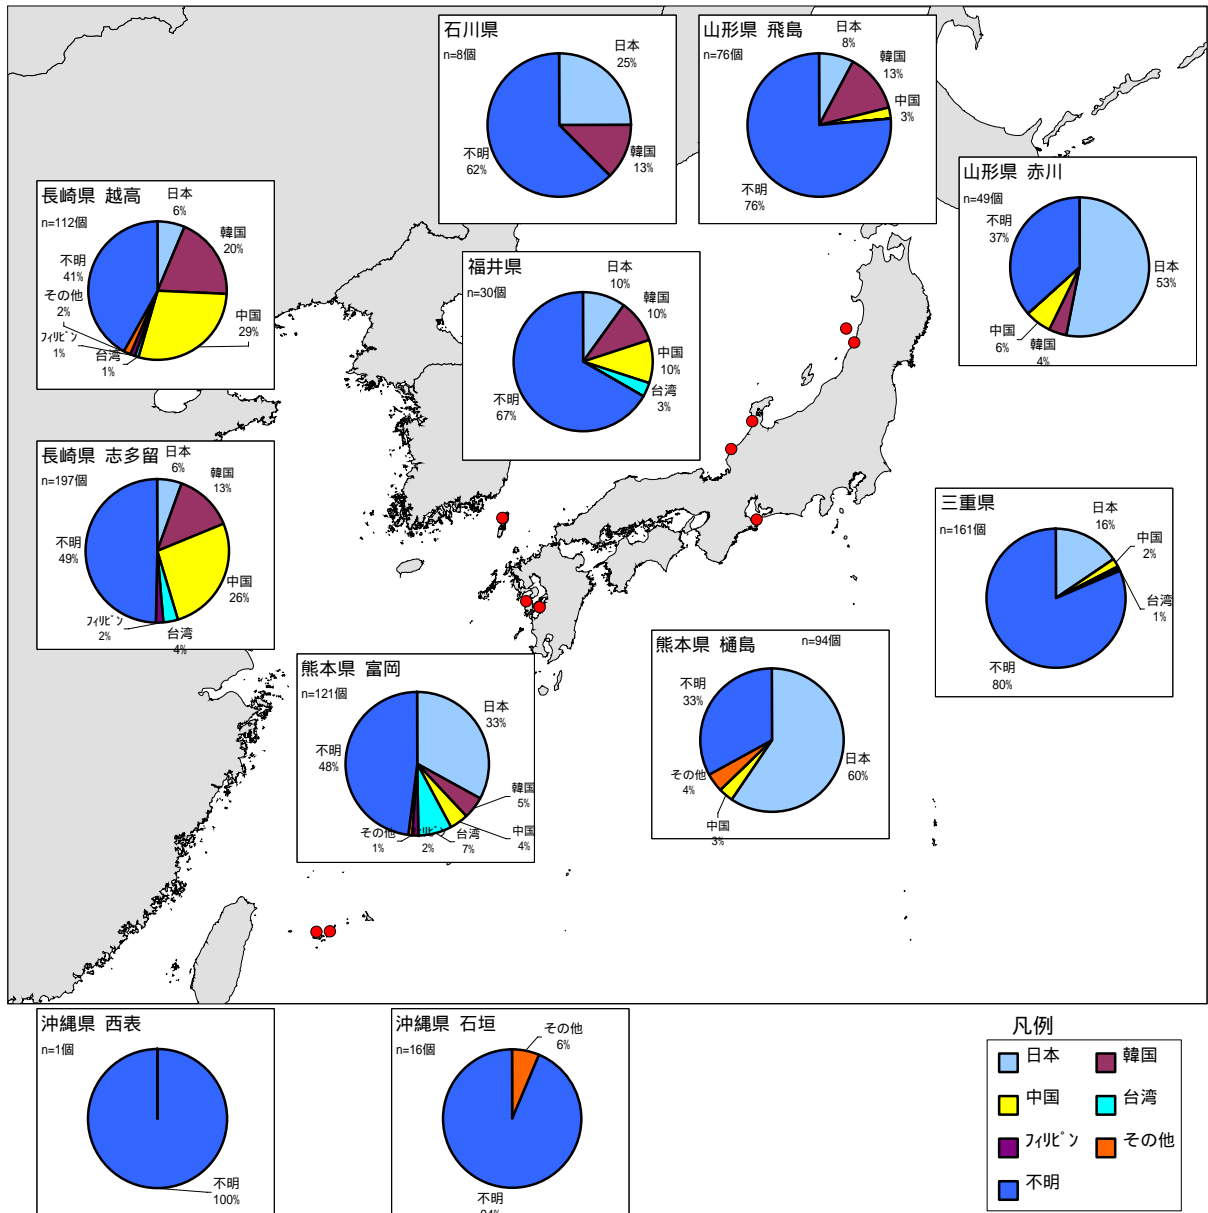 石川県
n=8個
日本
25%
韓国
13%
不明
62%
山形県 飛島
n=76個
日本
8%
韓国
13%
中国
3%
不明
76%
山形県 赤川
n=49個
不明
37%
日本
53%
中国
6%
韓国
4%
長崎県 越高
n=112個
日本
6%
韓国
20%
不明
41%
その他
2%
中国
29%
フィリピン
1%
台湾
1%
福井県
n=30個
日本
10%
韓国
10%
中国
10%
台湾
3%
不明
67%
長崎県 志多留
n=197個
日本
6%
韓国
13%
不明
49%
中国
26%
フィリピン
2%
台湾
4%
三重県
n=161個
日本
16%
中国
2%
台湾
1%
不明
80%
熊本県 富岡
n=121個
日本
33%
不明
48%
韓国
5%
中国
4%
その他
1%
フィリピン
2%
台湾
7%
熊本県 樋島
n=94個
不明
33%
日本
60%
その他
4%
中国
3%
沖縄県 西表
n=1個
不明
100%
沖縄県 石垣
n=16個
その他
6%
不明
94%
凡例
日本
韓国
中国
台湾
フィリピン
その他
不明